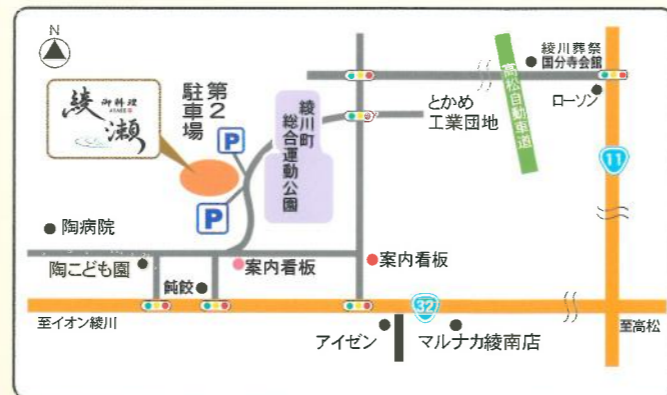 N
綾川葬祭
国分寺会館
ローソン
高松自動車道
とかめ
工業団地
綾川町
総合運動公園
第2
駐車場
P
P
御料理
綾瀬
11
陶病院
陶こども園
饂餃
案内看板
案内看板
32
至イオン綾川
アイゼン
マルナカ綾南店
至高松